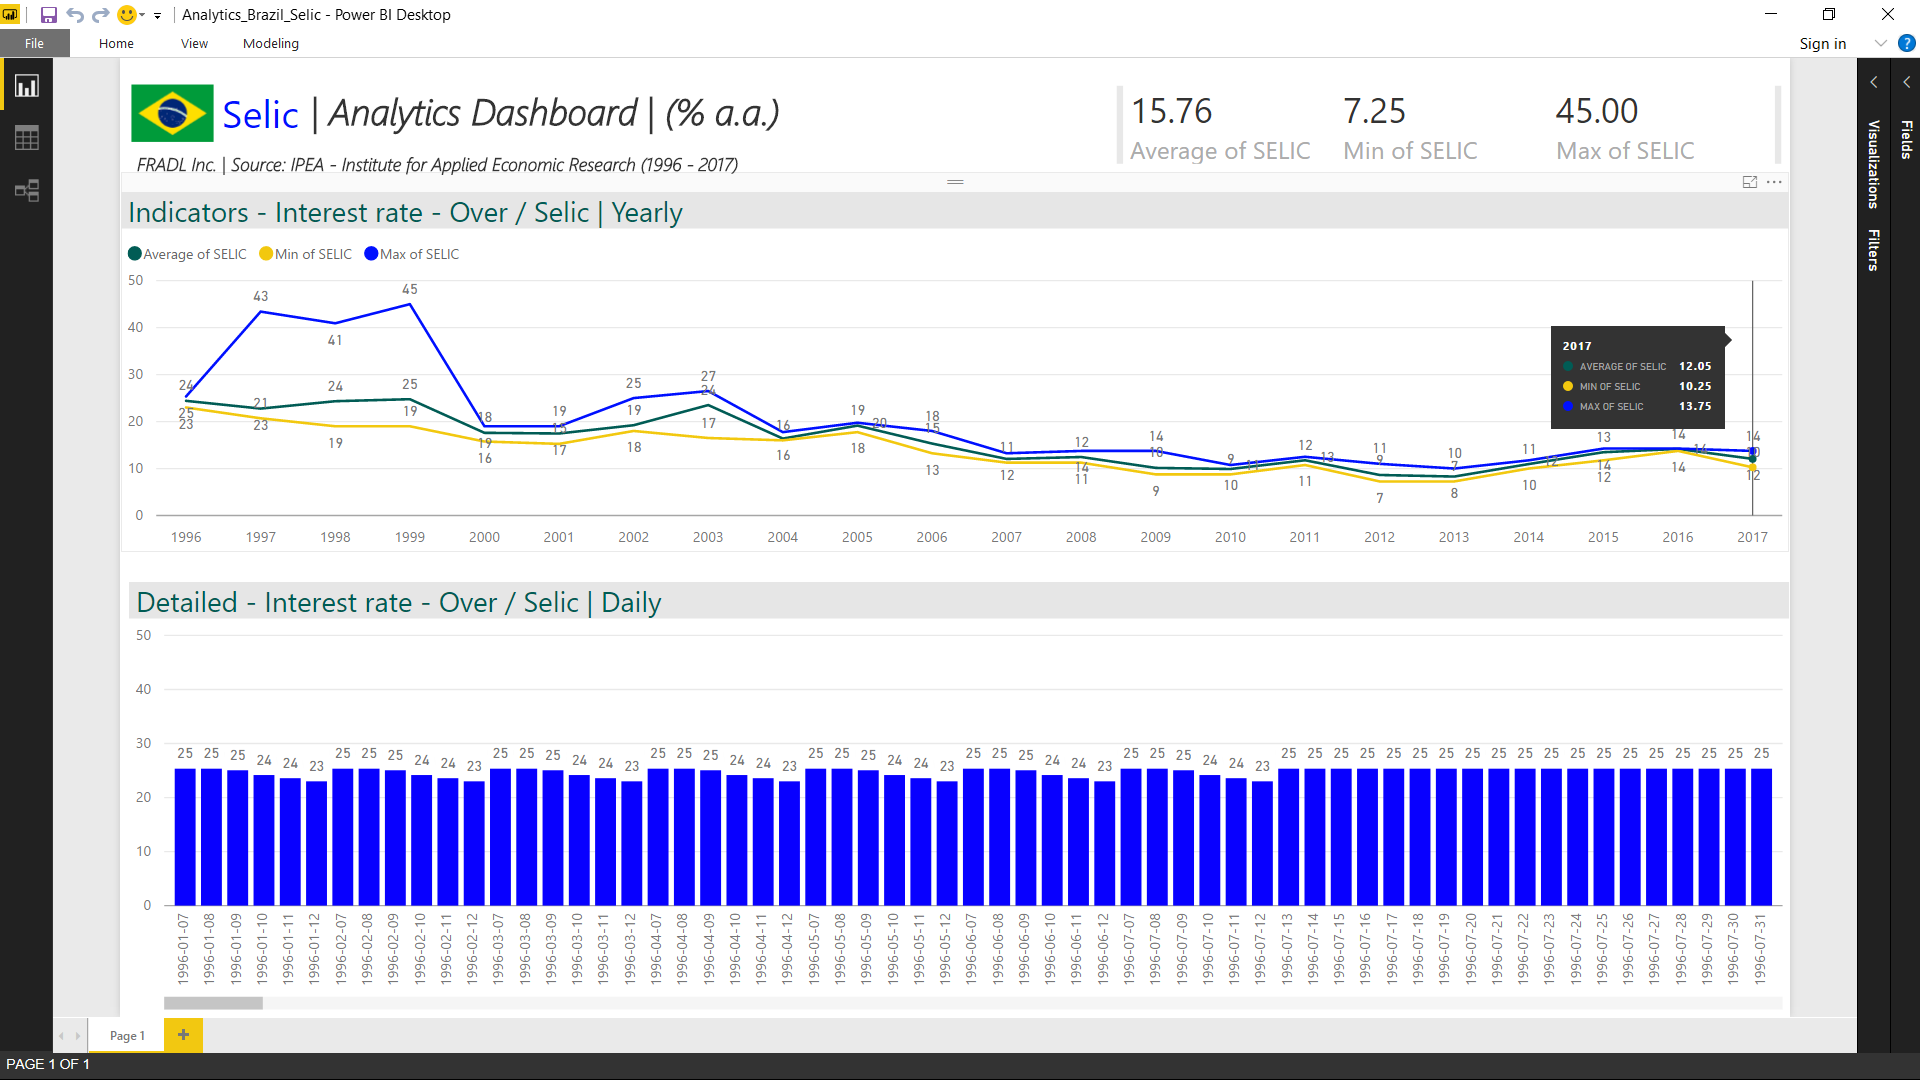 Analytics_Brazil_Selic - Power BI Desktop
File Home View Modeling Sign in ?
Selic | Analytics Dashboard | (% a.a.)
FRADL Inc. | Source: IPEA - Institute for Applied Economic Research (1996 - 2017)
15.76 7.25 45.00
Average of SELIC Min of SELIC Max of SELIC
Visualizations
Filters
Fields
Indicators - Interest rate - Over / Selic | Yearly
Average of SELIC Min of SELIC Max of SELIC
50
40
30
20
10
0
43 41 45 18 19 25 27 16 19 18 11 12 14 9 12 11 10 11 13 14 14
24 21 24 25 19 15 19 24 20 15 10 11 13 9 7 12 14
25 23 23 19 19 16 17 18 17 16 18 13 12 14 11 9 10 11 7 8 10 14 12 14 12
2017
AVERAGE OF SELIC 12.05
MIN OF SELIC 10.25
MAX OF SELIC 13.75
1996 1997 1998 1999 2000 2001 2002 2003 2004 2005 2006 2007 2008 2009 2010 2011 2012 2013 2014 2015 2016 2017
Detailed - Interest rate - Over / Selic | Daily
50
40
30
20
10
0
25 25 25 24 24 23 25 25 25 24 24 23 25 25 25 24 24 23 25 25 25 24 24 23 25 25 25 24 24 23 25 25 25 24 24 23 25 25 25 24 24 23 25 25 25 25 25 25 25 25 25 25 25 25 25 25 25 25 25 25 25
1996-01-07 1996-01-08 1996-01-09 1996-01-10 1996-01-11 1996-01-12 1996-02-07 1996-02-08 1996-02-09 1996-02-10 1996-02-11 1996-02-12 1996-03-07 1996-03-08 1996-03-09 1996-03-10 1996-03-11 1996-03-12 1996-04-07 1996-04-08 1996-04-09 1996-04-10 1996-04-11 1996-04-12 1996-05-07 1996-05-08 1996-05-09 1996-05-10 1996-05-11 1996-05-12 1996-06-07 1996-06-08 1996-06-09 1996-06-10 1996-06-11 1996-06-12 1996-07-07 1996-07-08 1996-07-09 1996-07-10 1996-07-11 1996-07-12 1996-07-13 1996-07-14 1996-07-15 1996-07-16 1996-07-17 1996-07-18 1996-07-19 1996-07-20 1996-07-21 1996-07-22 1996-07-23 1996-07-24 1996-07-25 1996-07-26 1996-07-27 1996-07-28 1996-07-29 1996-07-30 1996-07-31
Page 1 +
PAGE 1 OF 1